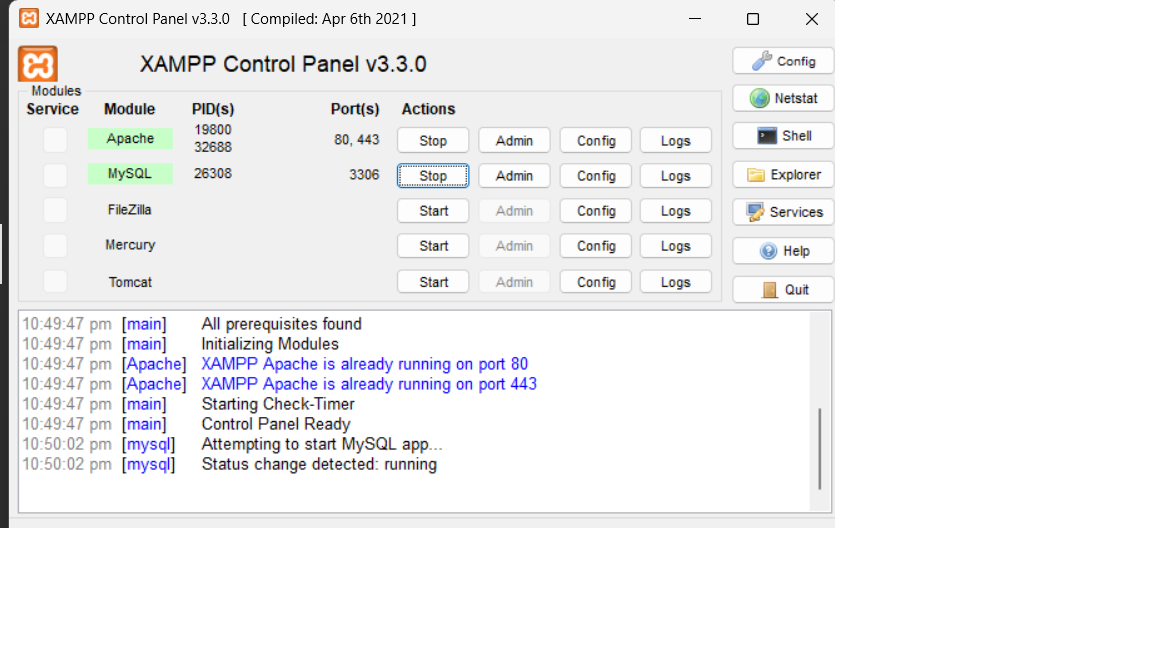 XAMPP Control Panel v3.3.0 [ Compiled: Apr 6th 2021 ]
XAMPP Control Panel v3.3.0
Config
Modules
Service Module PID(s) Port(s) Actions
Netstat
Apache 19800 32688 80, 443 Stop Admin Config Logs
Shell
MySQL 26308 3306 Stop Admin Config Logs
Explorer
FileZilla Start Admin Config Logs
Services
Mercury Start Admin Config Logs
Help
Tomcat Start Admin Config Logs
Quit
10:49:47 pm [main] All prerequisites found
10:49:47 pm [main] Initializing Modules
10:49:47 pm [Apache] XAMPP Apache is already running on port 80
10:49:47 pm [Apache] XAMPP Apache is already running on port 443
10:49:47 pm [main] Starting Check-Timer
10:49:47 pm [main] Control Panel Ready
10:50:02 pm [mysql] Attempting to start MySQL app...
10:50:02 pm [mysql] Status change detected: running